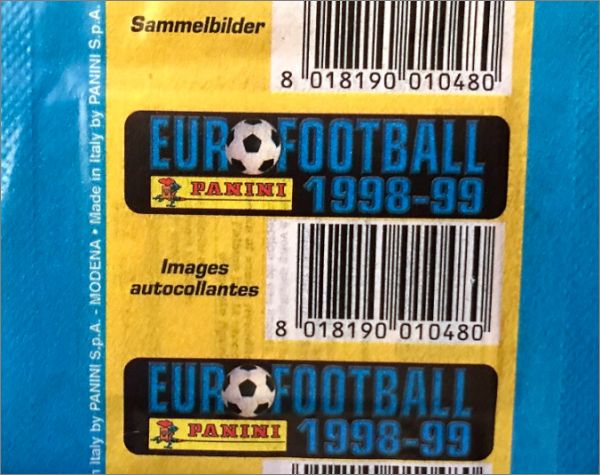 Sammelbilder
8 018190 010480
EUROFOOTBALL
PANINI 1998-99
Images
autocollantes
8 018190 010480
EUROFOOTBALL
PANINI 1998-99
in Italy by PANINI S.p.A. - MODENA • Made in Italy by PANINI S.p.A.